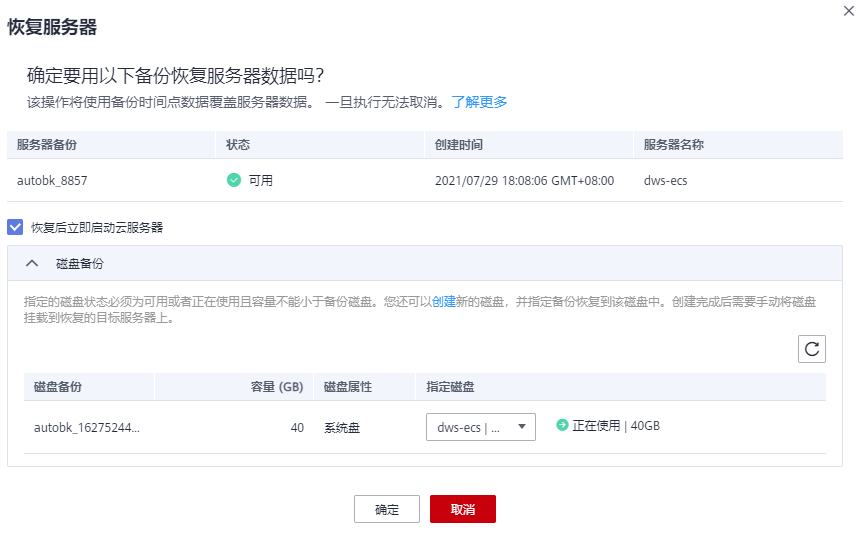 恢复服务器
确定要用以下备份恢复服务器数据吗?
该操作将使用备份时间点数据覆盖服务器数据。 一旦执行无法取消。 了解更多
服务器备份 状态 创建时间 服务器名称
autobk_8857 可用 2021/07/29 18:08:06 GMT+08:00 dws-ecs
恢复后立即启动云服务器
磁盘备份
指定的磁盘状态必须为可用或者正在使用且容量不能小于备份磁盘。您还可以创建新的磁盘，并指定备份恢复到该磁盘中。创建完成后需要手动将磁盘
挂载到恢复的目标服务器上。
磁盘备份 容量 (GB) 磁盘属性 指定磁盘
autobk_16275244... 40 系统盘 dws-ecs | ... 正在使用 | 40GB
确定 取消